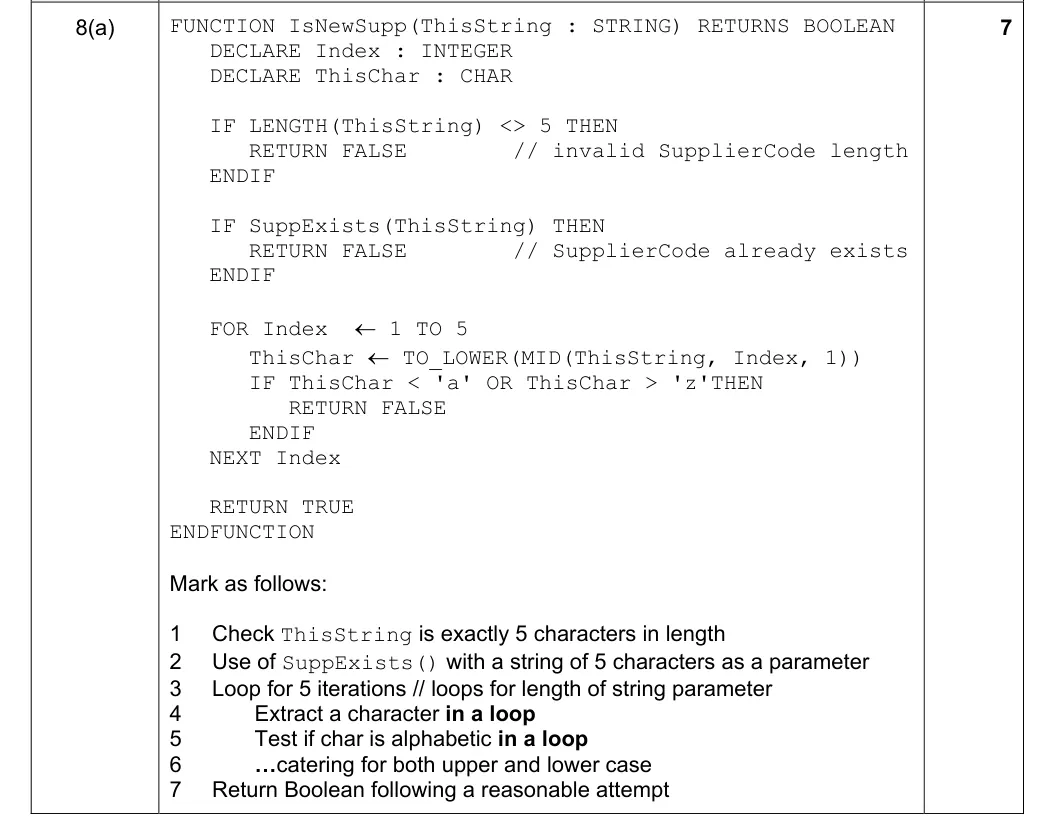 8(a)
FUNCTION IsNewSupp(ThisString : STRING) RETURNS BOOLEAN
7
   DECLARE Index : INTEGER
   DECLARE ThisChar : CHAR

   IF LENGTH(ThisString) <> 5 THEN
      RETURN FALSE        // invalid SupplierCode length
   ENDIF

   IF SuppExists(ThisString) THEN
      RETURN FALSE        // SupplierCode already exists
   ENDIF

   FOR Index  ← 1 TO 5
      ThisChar ← TO_LOWER(MID(ThisString, Index, 1))
      IF ThisChar < 'a' OR ThisChar > 'z'THEN
         RETURN FALSE
      ENDIF
   NEXT Index

   RETURN TRUE
ENDFUNCTION

Mark as follows:

1 Check ThisString is exactly 5 characters in length
2 Use of SuppExists() with a string of 5 characters as a parameter
3 Loop for 5 iterations // loops for length of string parameter
4 Extract a character in a loop
5 Test if char is alphabetic in a loop
6 …catering for both upper and lower case
7 Return Boolean following a reasonable attempt